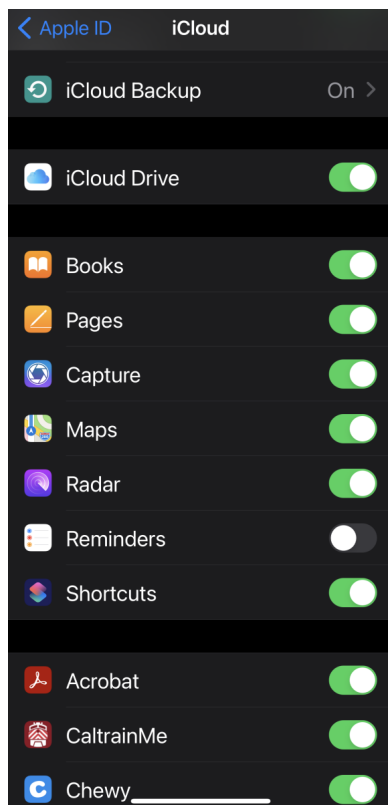 Apple ID iCloud
iCloud Backup On
iCloud Drive
Books
Pages
Capture
Maps
Radar
Reminders
Shortcuts
Acrobat
CaltrainMe
Chewy